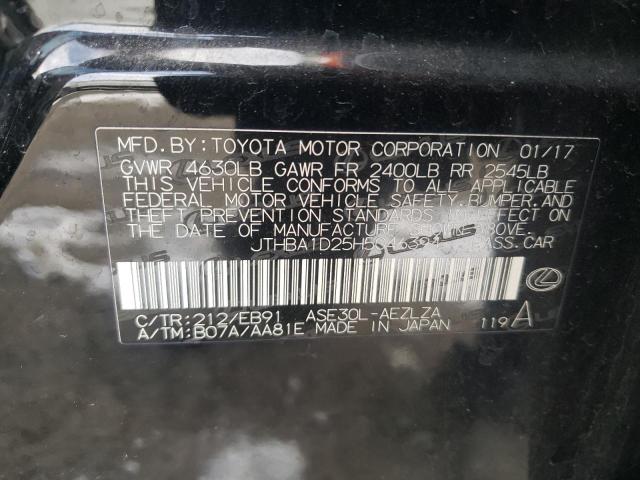 MFD. BY: TOYOTA MOTOR CORPORATION 01/17
GVWR 4630LB GAWR FR 2400LB RR 2545LB
THIS VEHICLE CONFORMS TO ALL APPLICABLE
FEDERAL MOTOR VEHICLE SAFETY, BUMPER, AND
THEFT PREVENTION STANDARDS IN EFFECT ON
THE DATE OF MANUFACTURE SHOWN ABOVE.
PASS. CAR
C/TR: 212/EB91 ASE30L-AEZLZA
A/TM: B07A/AA81E MADE IN JAPAN 119 A